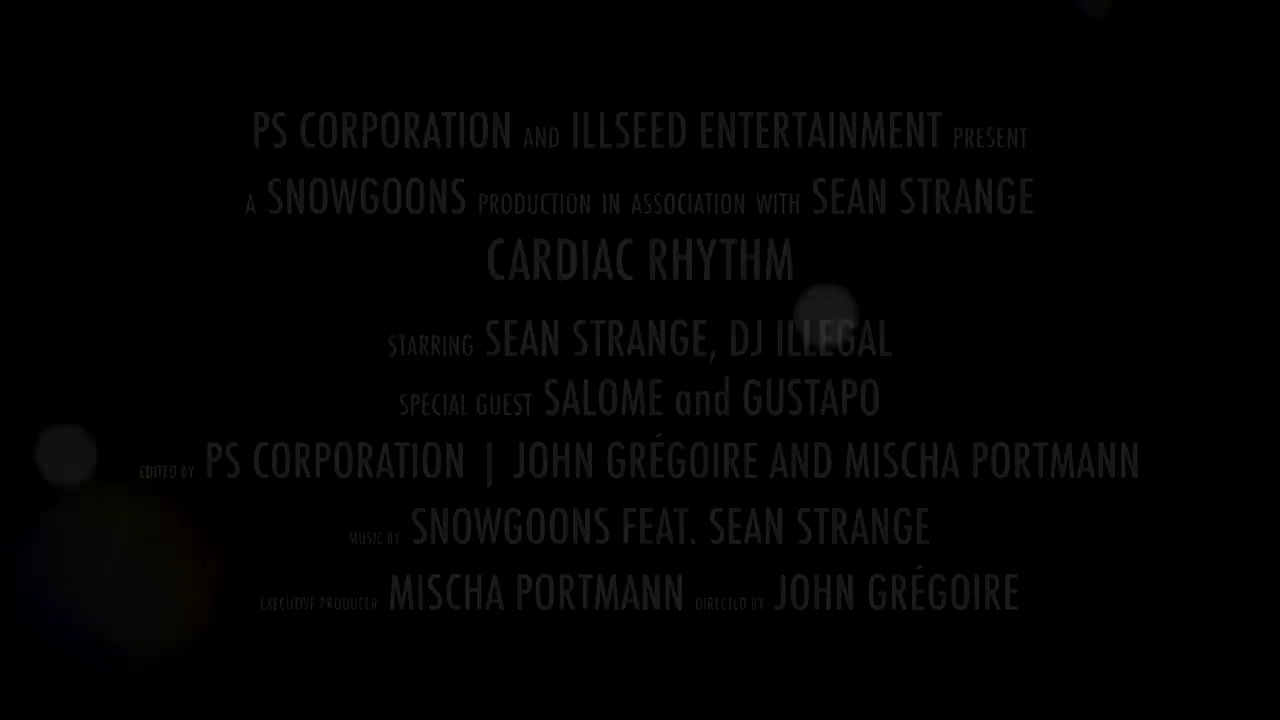 PS CORPORATION AND ILLSEED ENTERTAINMENT PRESENT
A SNOWGOONS PRODUCTION IN ASSOCIATION WITH SEAN STRANGE
CARDIAC RHYTHM
STARRING SEAN STRANGE, DJ ILLEGAL
SPECIAL GUEST SALOME and GUSTAPO
EDITED BY PS CORPORATION | JOHN GRÉGOIRE AND MISCHA PORTMANN
MUSIC BY SNOWGOONS FEAT. SEAN STRANGE
EXECUTIVE PRODUCER MISCHA PORTMANN DIRECTED BY JOHN GRÉGOIRE